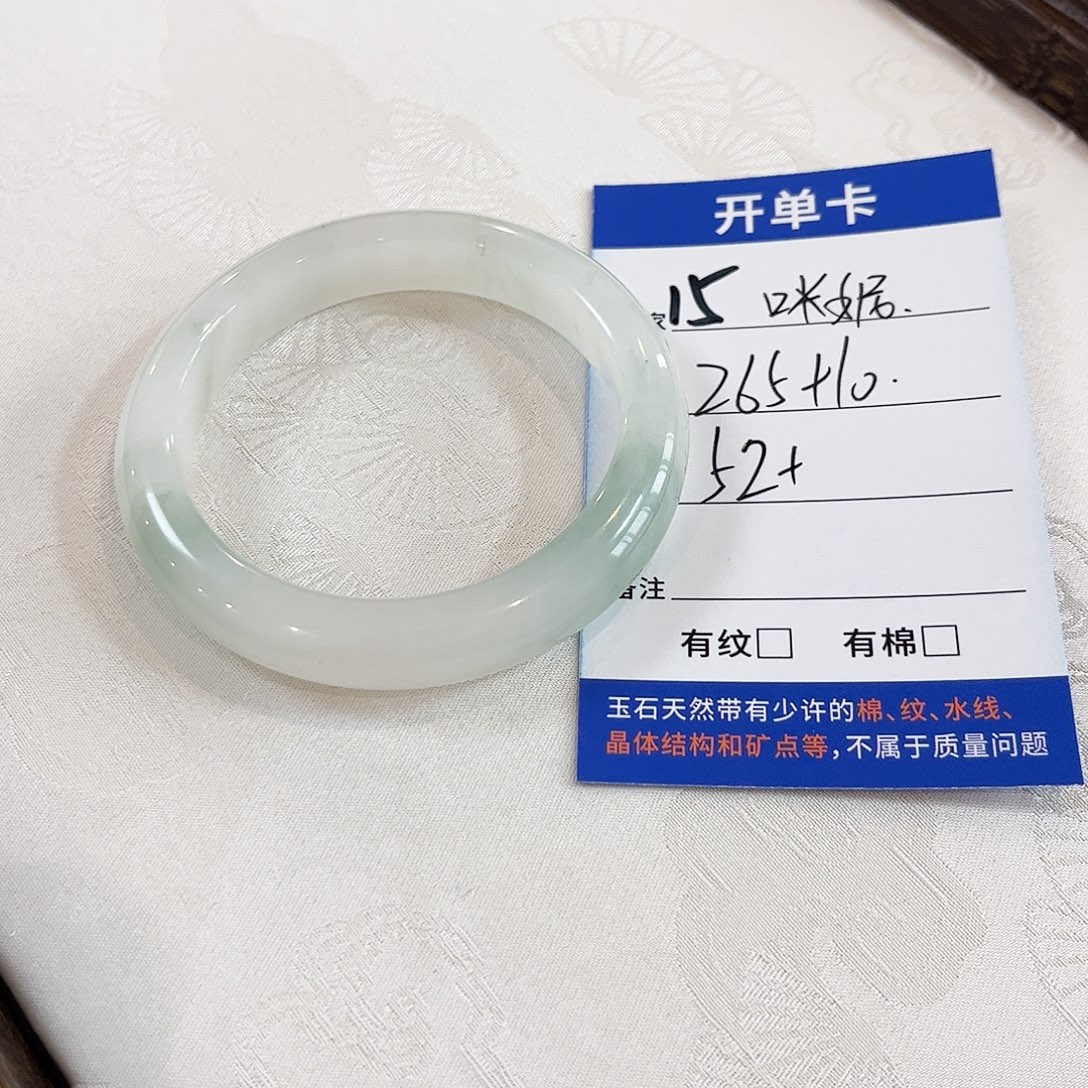 开单卡
家 15
265+10.
52+
备注
有纹□ 有棉□
玉石天然带有少许的棉、纹、水线、
晶体结构和矿点等,不属于质量问题